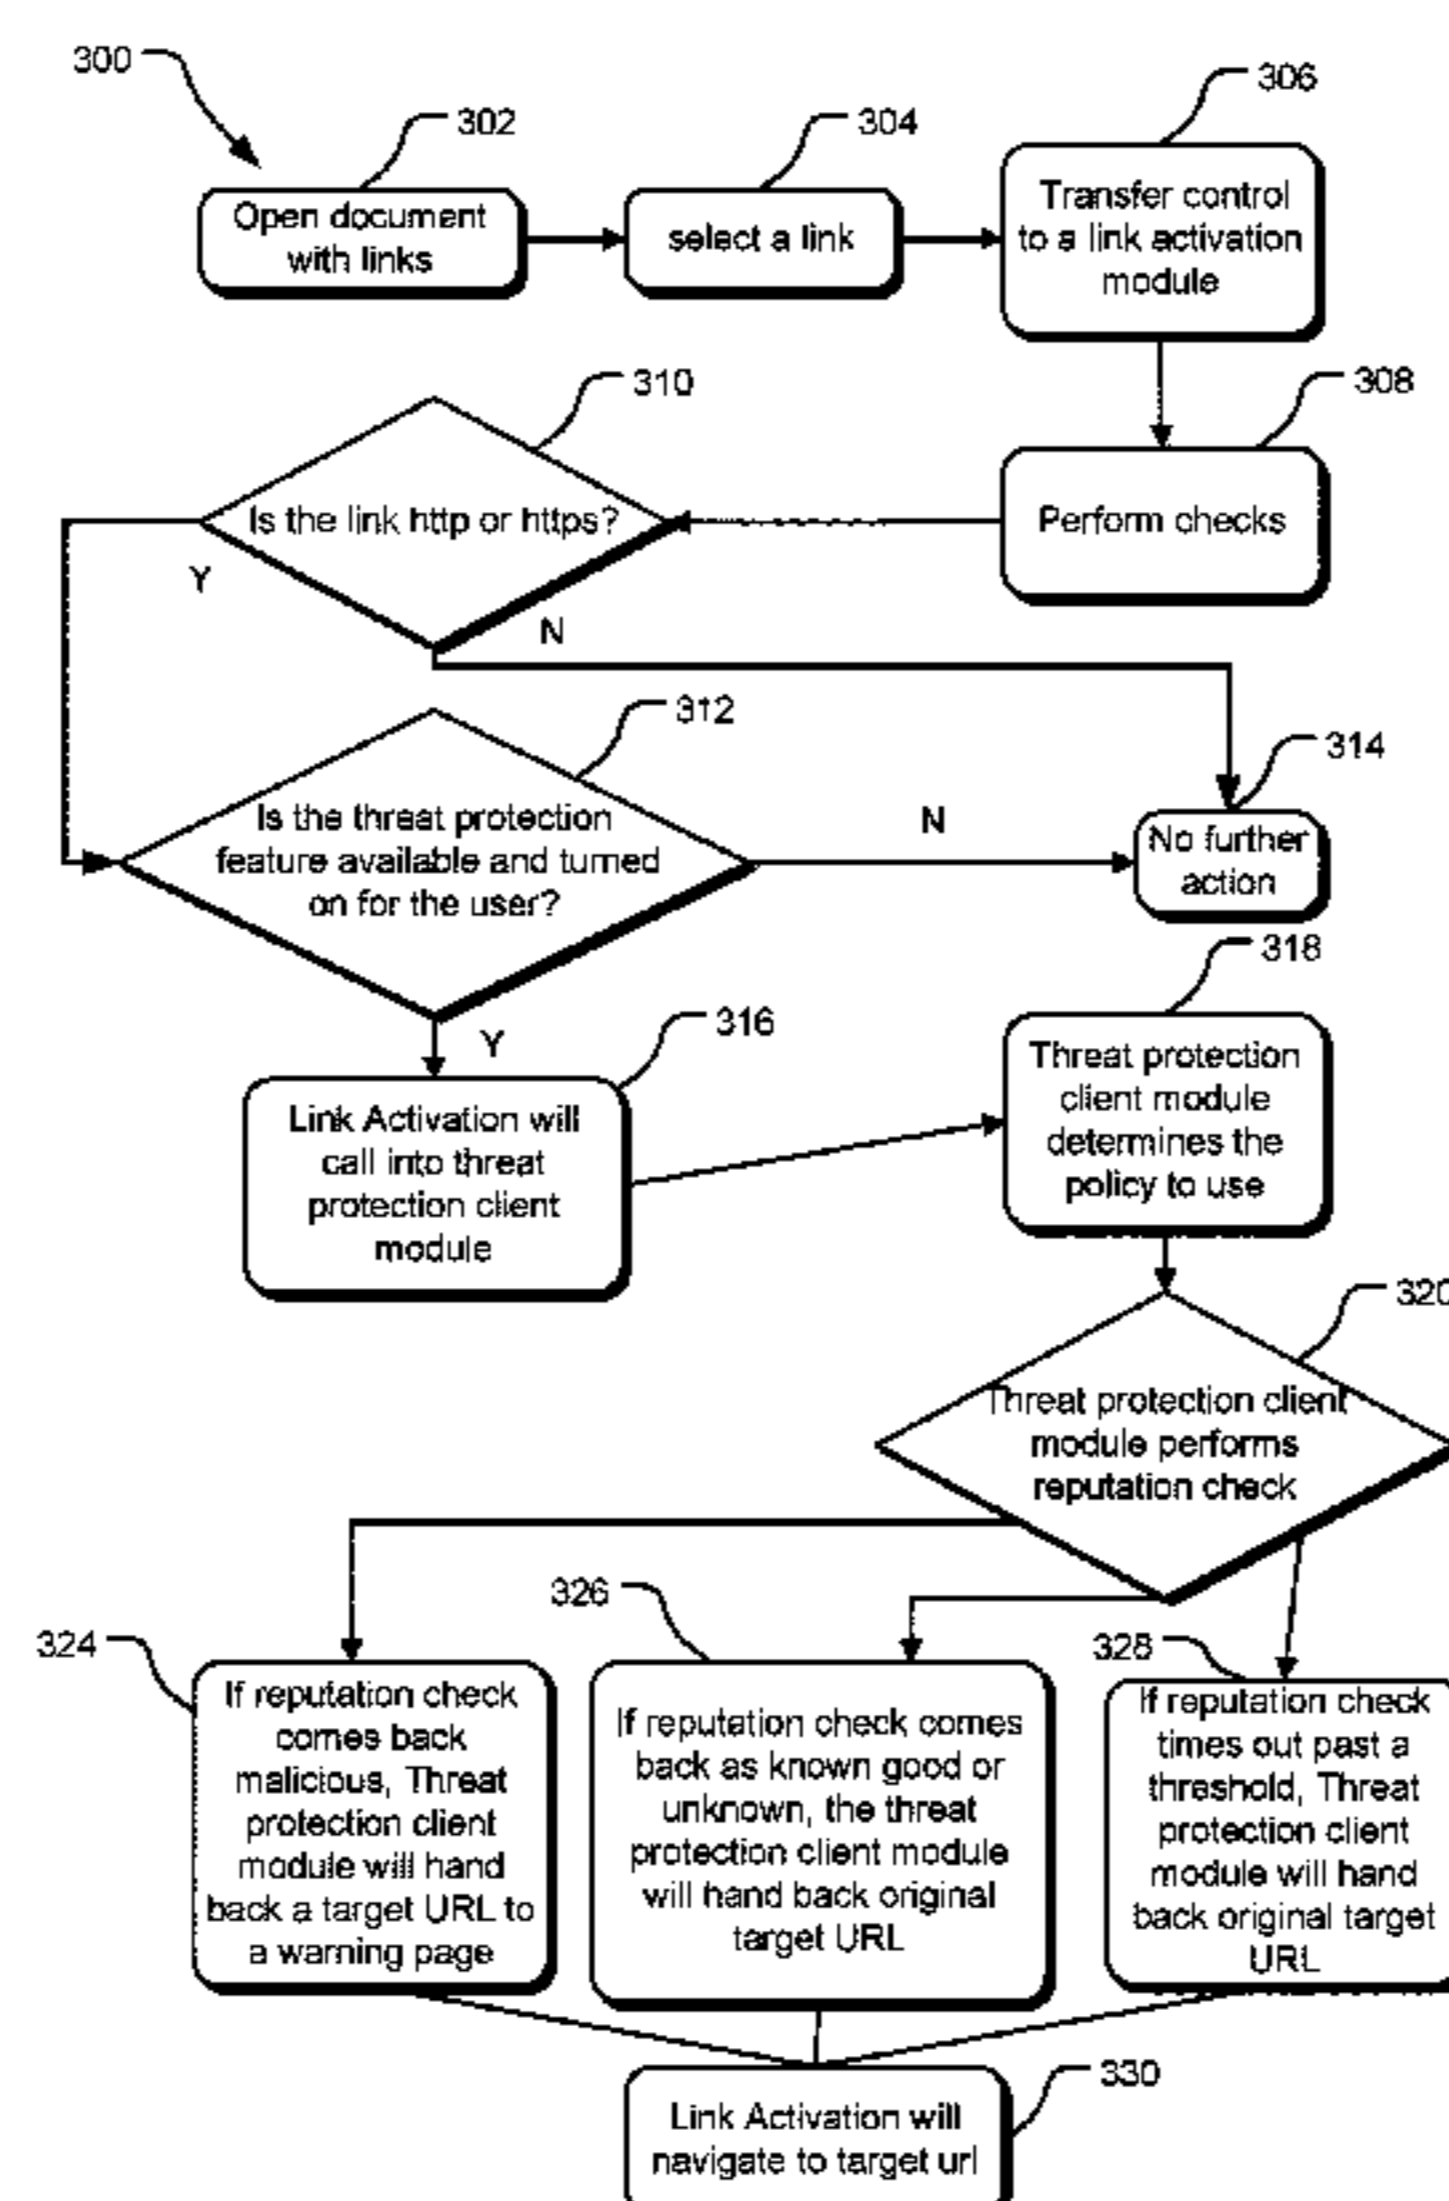 300
302
304
306
Open document
with links
select a link
Transfer control
to a link activation
module
310
308
Is the link http or https?
Perform checks
Y
N
312
314
Is the threat protection
feature available and turned
on for the user?
N
No further
action
318
Y
316
Threat protection
client module
determines the
policy to use
Link Activation will
call into threat
protection client
module
320
Threat protection client
module performs
reputation check
326
324
328
If reputation check
comes back
malicious, Threat
protection client
module will hand
back a target URL to
a warning page
If reputation check comes
back as known good or
unknown, the threat
protection client module
will hand back original
target URL
If reputation check
times out past a
threshold, Threat
protection client
module will hand
back original target
URL
330
Link Activation will
navigate to target url